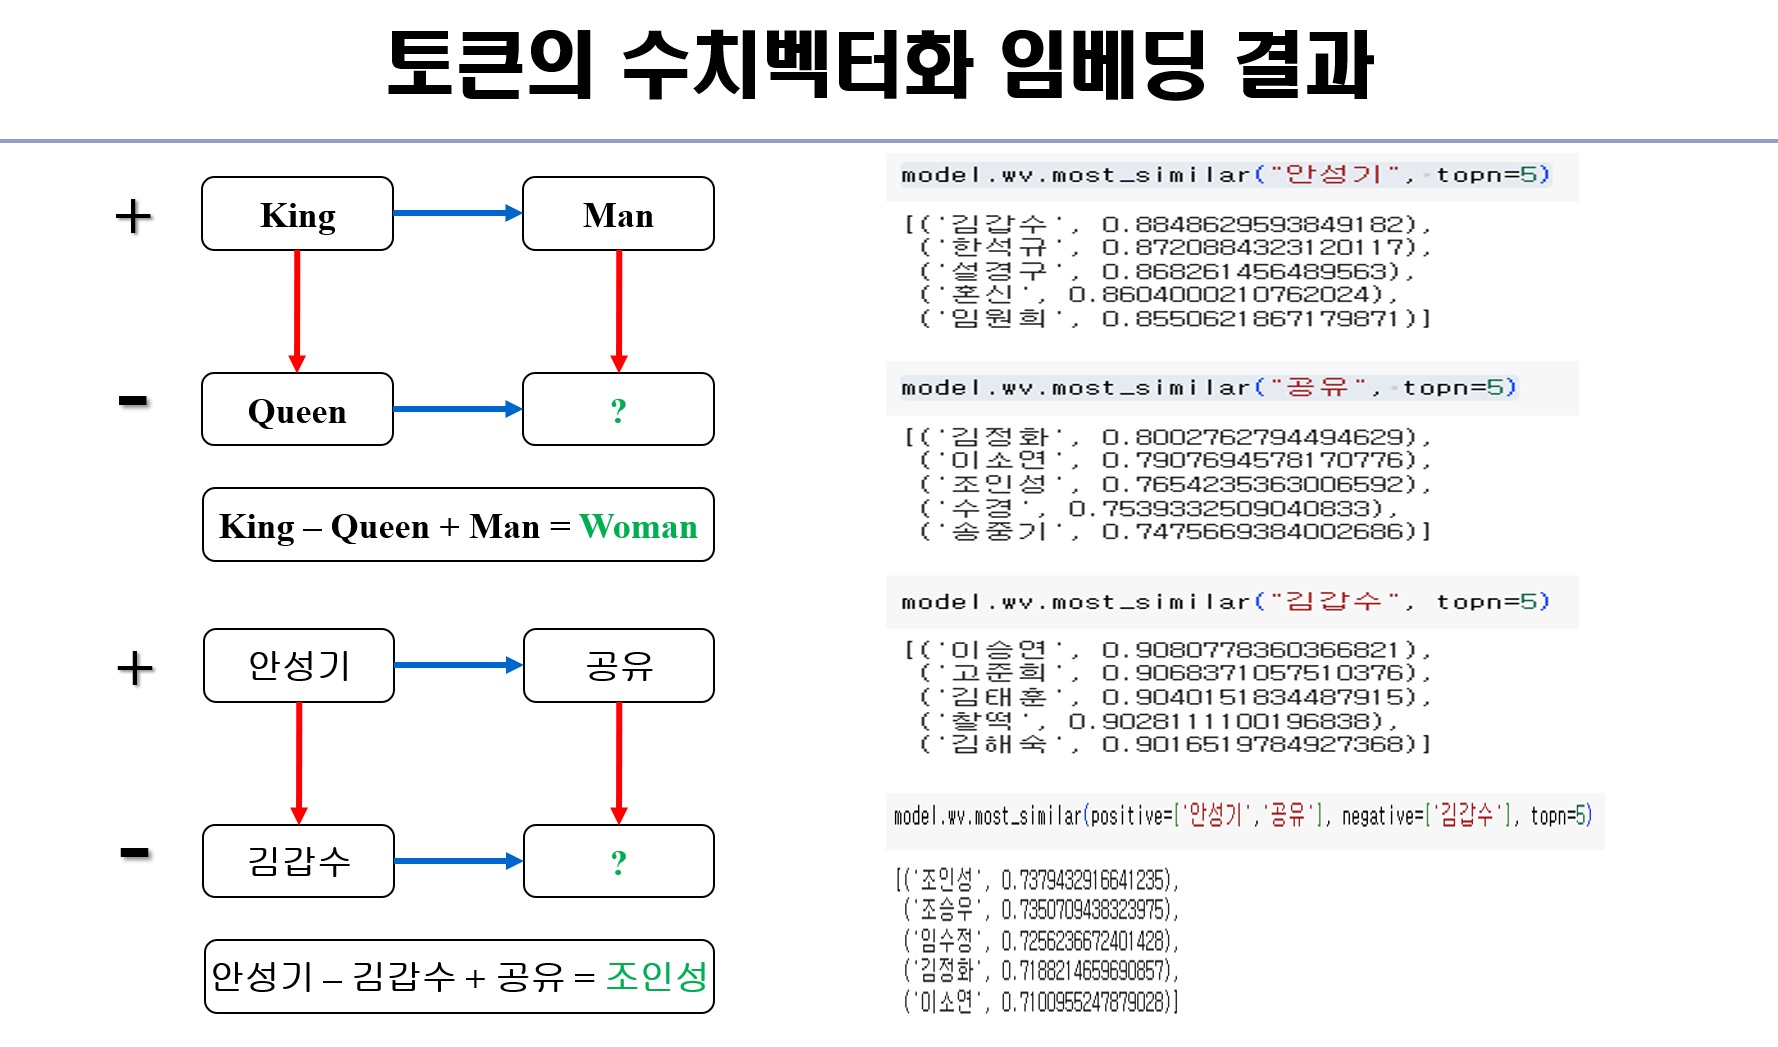 토큰의 수치벡터화 임베딩 결과
+
King
Man
-
Queen
?
King – Queen + Man = Woman
+
안성기
공유
-
김갑수
?
안성기 – 김갑수 + 공유 = 조인성
model.wv.most_similar("안성기", topn=5)
[('김갑수', 0.8848629593849182),
('한석규', 0.8720884323120117),
('설경구', 0.868261456489563),
('혼신', 0.8604000210762024),
('임원희', 0.8550621867179871)]
model.wv.most_similar("공유", topn=5)
[('김정화', 0.8002762794494629),
('이소연', 0.7907694578170776),
('조인성', 0.7654235363006592),
('수경', 0.7539332509040833),
('송중기', 0.7475669384002686)]
model.wv.most_similar("김갑수", topn=5)
[('이승연', 0.9080778360366821),
('고준희', 0.9068371057510376),
('김태훈', 0.9040151834487915),
('찰떡', 0.9028111100196838),
('김해숙', 0.9016519784927368)]
model.wv.most_similar(positive=['안성기','공유'], negative=['김갑수'], topn=5)
[('조인성', 0.7379432916641235),
('조승우', 0.7350709438323975),
('임수정', 0.7256236672401428),
('김정화', 0.7188214659690857),
('이소연', 0.7100955247879028)]